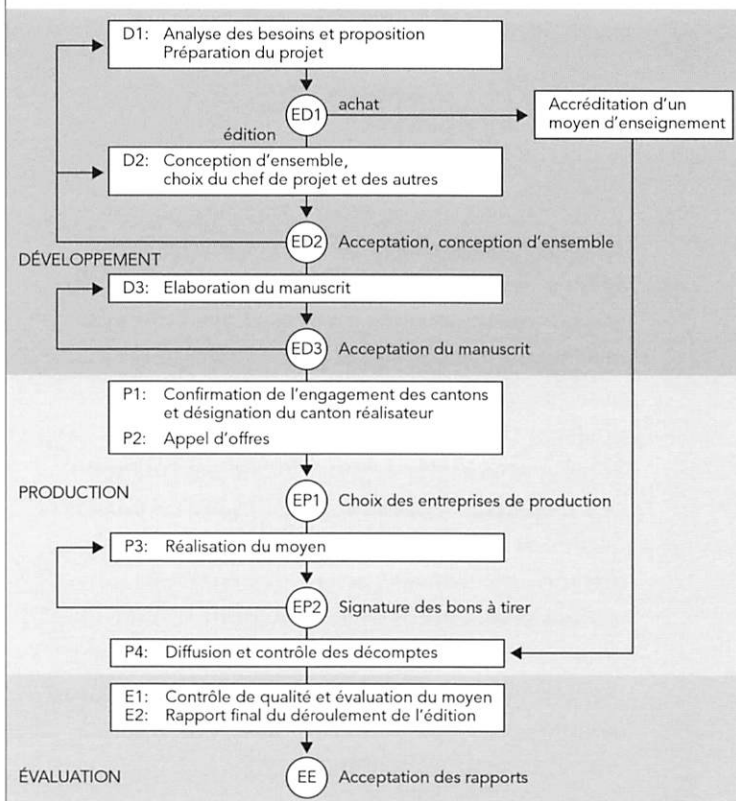 D1: Analyse des besoins et proposition
Préparation du projet
ED1
achat
Accréditation d'un
moyen d'enseignement
édition
D2: Conception d'ensemble,
choix du chef de projet et des autres
ED2
Acceptation, conception d'ensemble
DÉVELOPPEMENT
D3: Elaboration du manuscrit
ED3
Acceptation du manuscrit
P1: Confirmation de l'engagement des cantons
et désignation du canton réalisateur
P2: Appel d'offres
PRODUCTION
EP1
Choix des entreprises de production
P3: Réalisation du moyen
EP2
Signature des bons à tirer
P4: Diffusion et contrôle des décomptes
E1: Contrôle de qualité et évaluation du moyen
E2: Rapport final du déroulement de l'édition
ÉVALUATION
EE
Acceptation des rapports